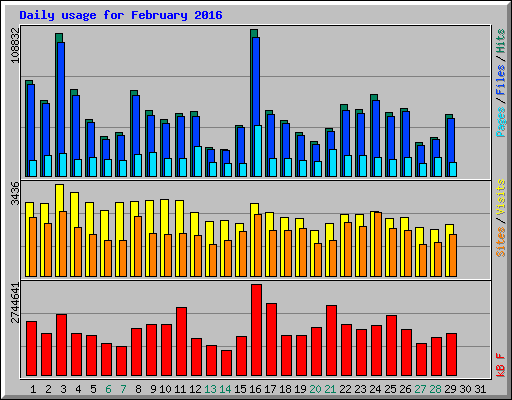 Daily usage for February 2016
108832
Pages / Files / Hits
3436
Sites / Visits
2744641
kB F
1 2 3 4 5 6 7 8 9 10 11 12 13 14 15 16 17 18 19 20 21 22 23 24 25 26 27 28 29 30 31